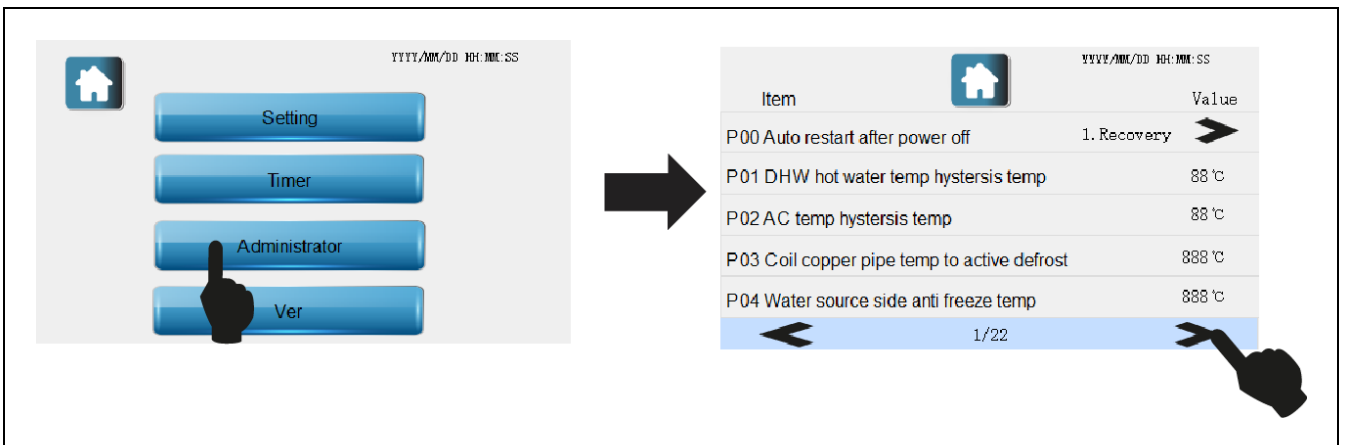 YYYY/MM/DD HH:MM:SS
Setting
Timer
Administrator
Ver
YYYY/MM/DD HH:MM:SS
Item Value
P00 Auto restart after power off 1.Recovery
P01 DHW hot water temp hystersis temp 88℃
P02 AC temp hystersis temp 88℃
P03 Coil copper pipe temp to active defrost 888℃
P04 Water source side anti freeze temp 888℃
1/22